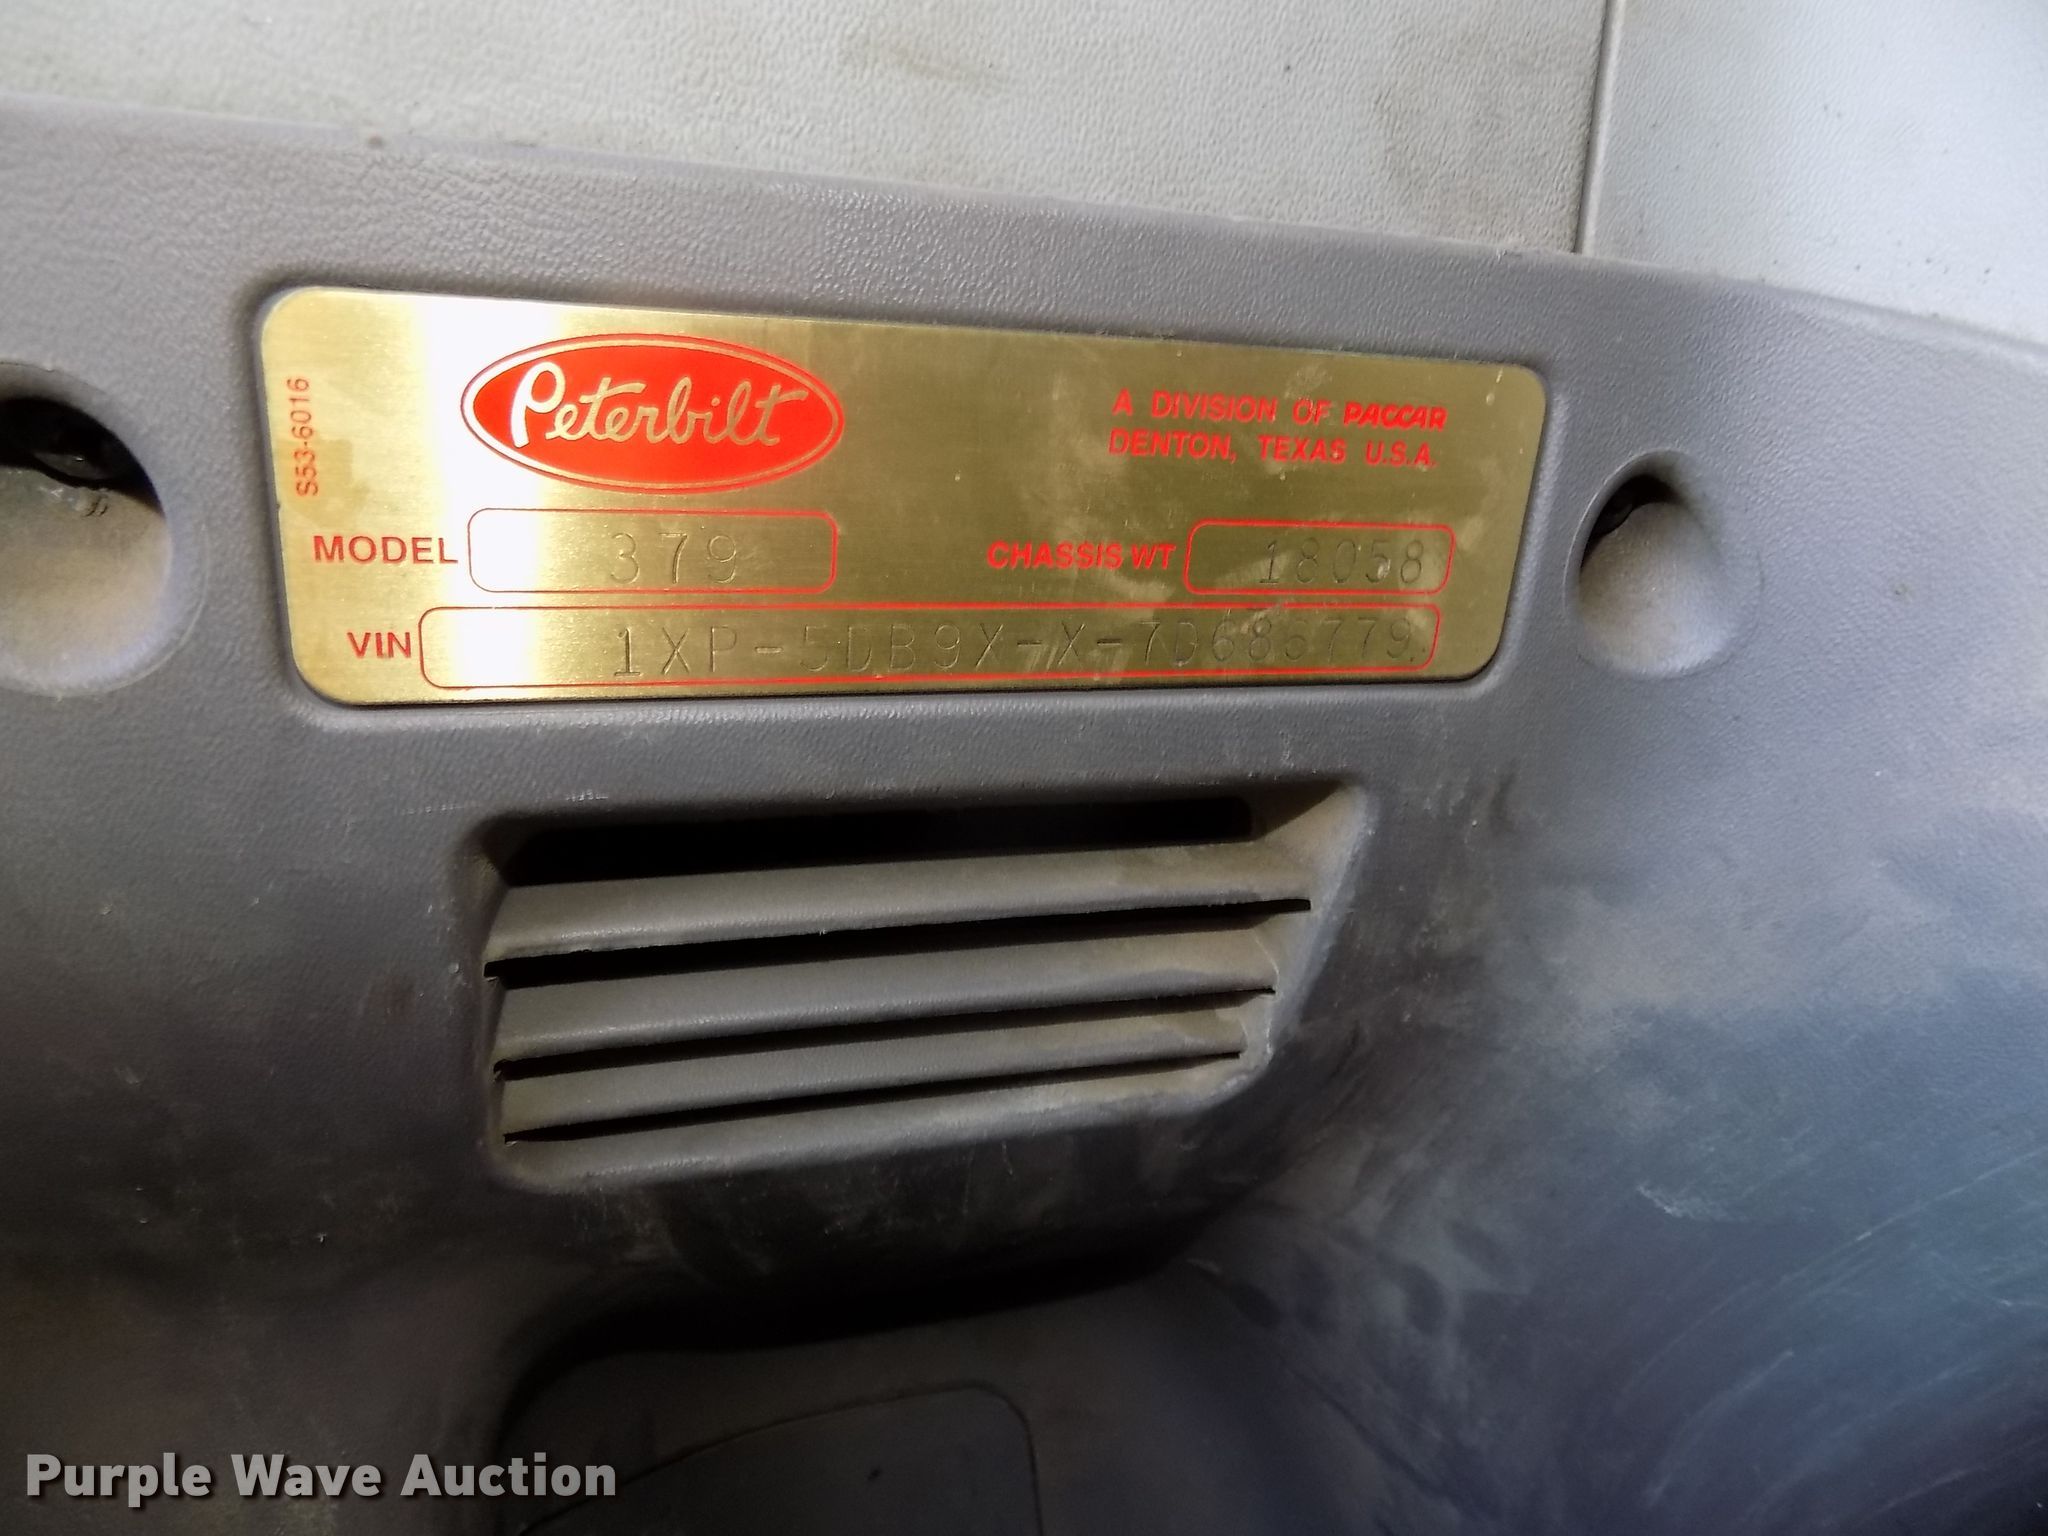 S53-6016
Peterbilt
A DIVISION OF PACCAR
DENTON, TEXAS U.S.A.
MODEL 379
CHASSIS WT 18058
VIN 1XP-5DB9X-X-7D686779
Purple Wave Auction